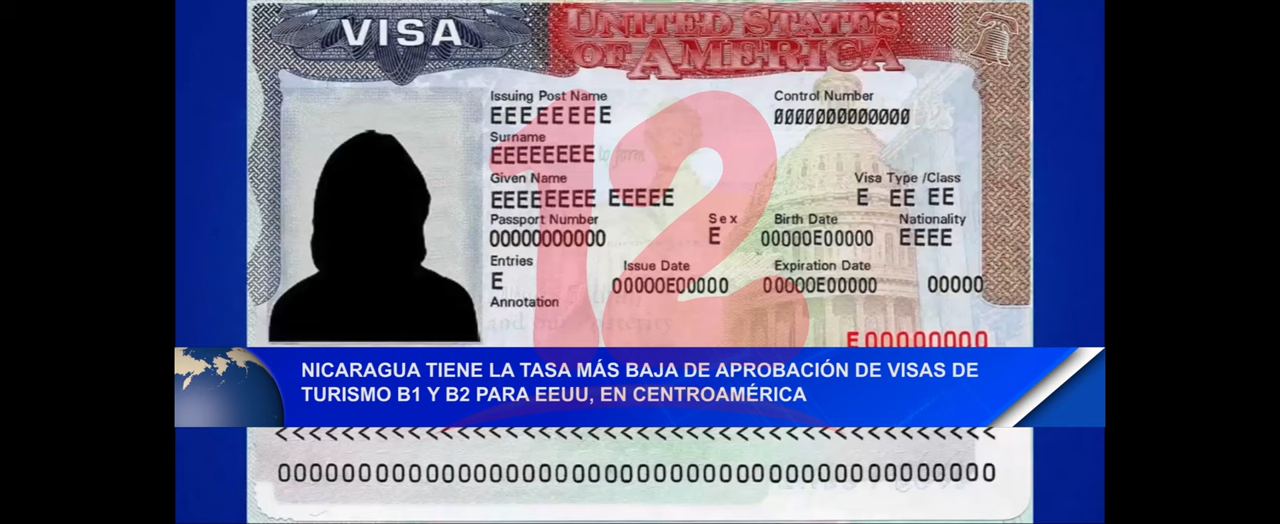 VISA
UNITED STATES
OF AMERICA
Issuing Post Name
Control Number
EEEEEEEE
0000000000000
Surname
EEEEEEEE
Given Name
Visa Type /Class
EEEEEEEE EEEEE
E EE EE
Passport Number
Sex
Birth Date
Nationality
00000000000
E
00000E00000
EEEE
Entries
Issue Date
Expiration Date
E
00000E00000
00000E00000
00000
Annotation
E00000000
12
NICARAGUA TIENE LA TASA MÁS BAJA DE APROBACIÓN DE VISAS DE
TURISMO B1 Y B2 PARA EEUU, EN CENTROAMÉRICA